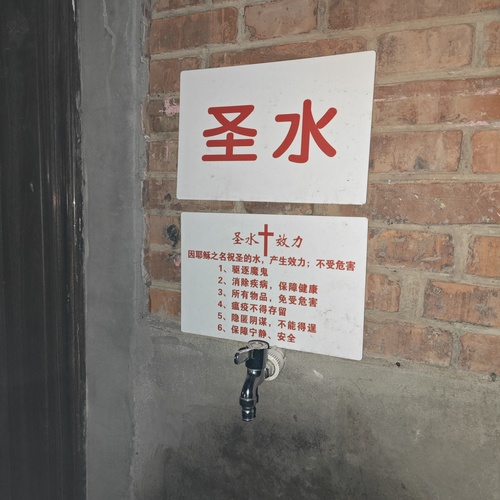 圣水
圣水✝效力
因耶稣之名祝圣的水，产生效力；不受危害
1、驱逐魔鬼
2、消除疾病，保障健康
3、所有物品，免受危害
4、瘟疫不得存留
5、隐匿阴谋，不能得逞
6、保障宁静、安全